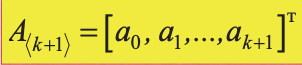 A⟨k+1⟩ = [a0, a1,...,ak+1]T